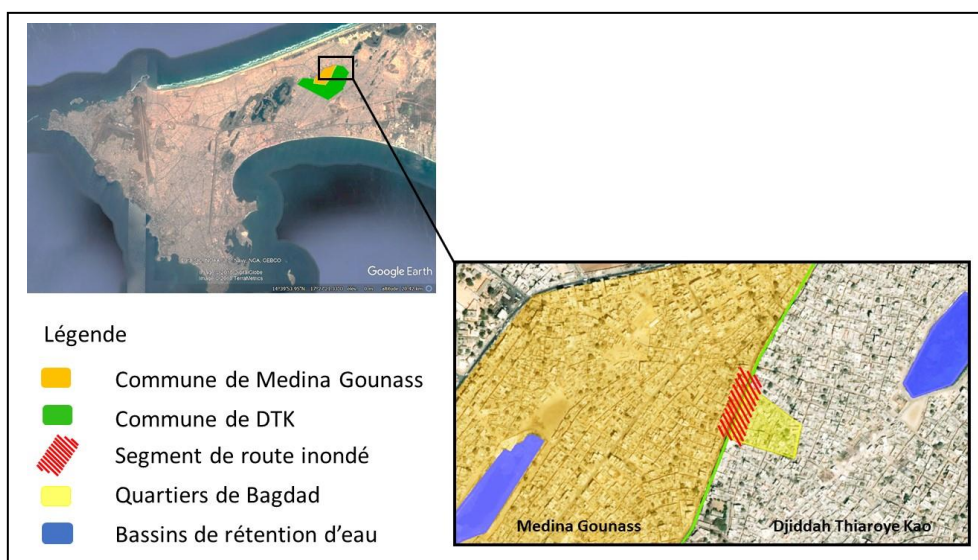 Google Earth
Légende
Commune de Medina Gounass
Commune de DTK
Segment de route inondé
Quartiers de Bagdad
Bassins de rétention d'eau
Medina Gounass
Djiddah Thiaroye Kao